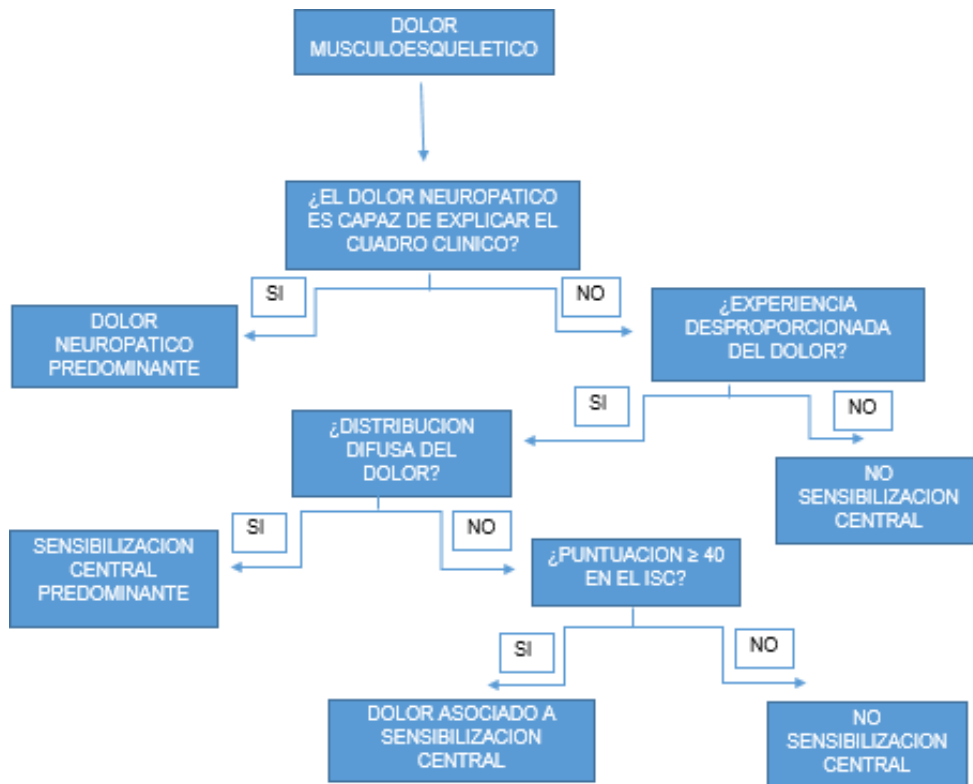 DOLOR
MUSCULOESQUELETICO
¿EL DOLOR NEUROPATICO
ES CAPAZ DE EXPLICAR EL
CUADRO CLINICO?
SI
NO
DOLOR
NEUROPATICO
PREDOMINANTE
¿EXPERIENCIA
DESPROPORCIONADA
DEL DOLOR?
SI
NO
¿DISTRIBUCION
DIFUSA DEL
DOLOR?
NO
SENSIBILIZACION
CENTRAL
SI
NO
SENSIBILIZACION
CENTRAL
PREDOMINANTE
¿PUNTUACION ≥ 40
EN EL ISC?
SI
NO
DOLOR ASOCIADO A
SENSIBILIZACION
CENTRAL
NO
SENSIBILIZACION
CENTRAL